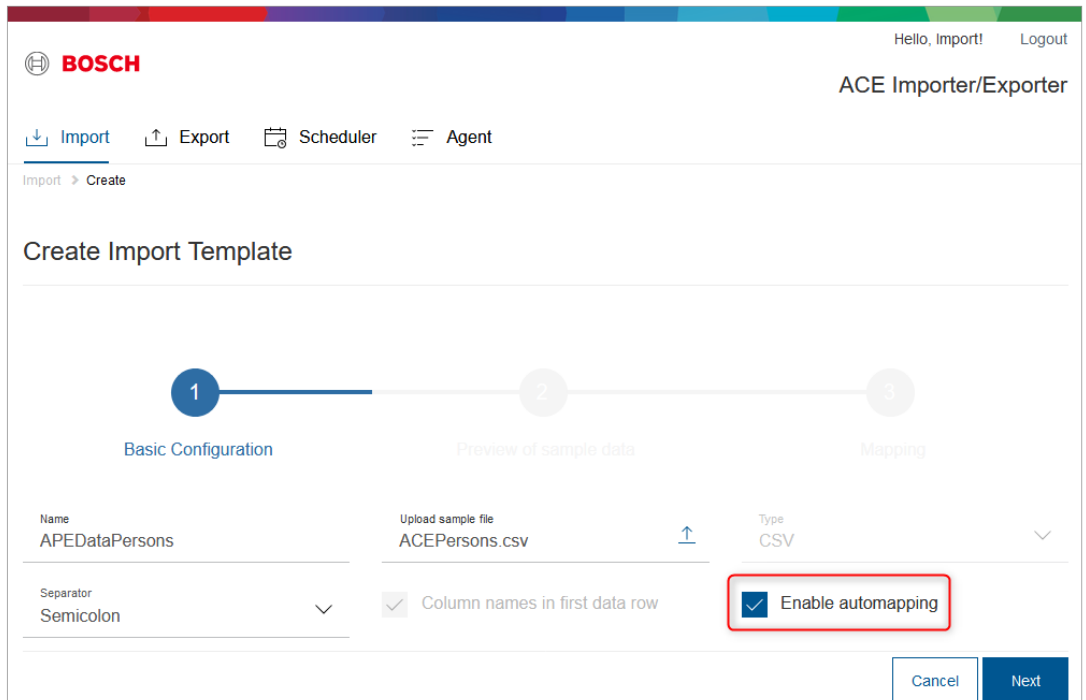 Hello, Import! Logout
BOSCH
ACE Importer/Exporter
Import Export Scheduler Agent
Import > Create
Create Import Template
1 2 3
Basic Configuration Preview of sample data Mapping
Name Upload sample file Type
APEDataPersons ACEPersons.csv CSV
Separator
Semicolon Column names in first data row Enable automapping
Cancel Next